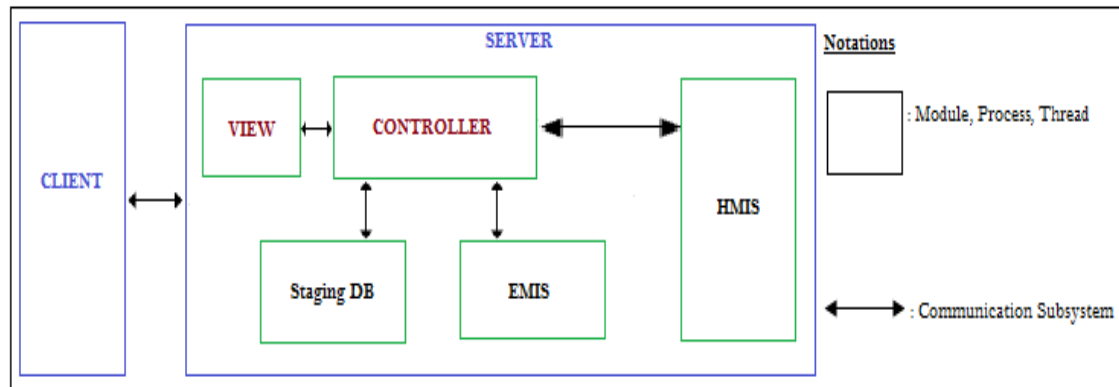 SERVER
Notations
VIEW
CONTROLLER
: Module, Process, Thread
CLIENT
HMIS
Staging DB
EMIS
: Communication Subsystem